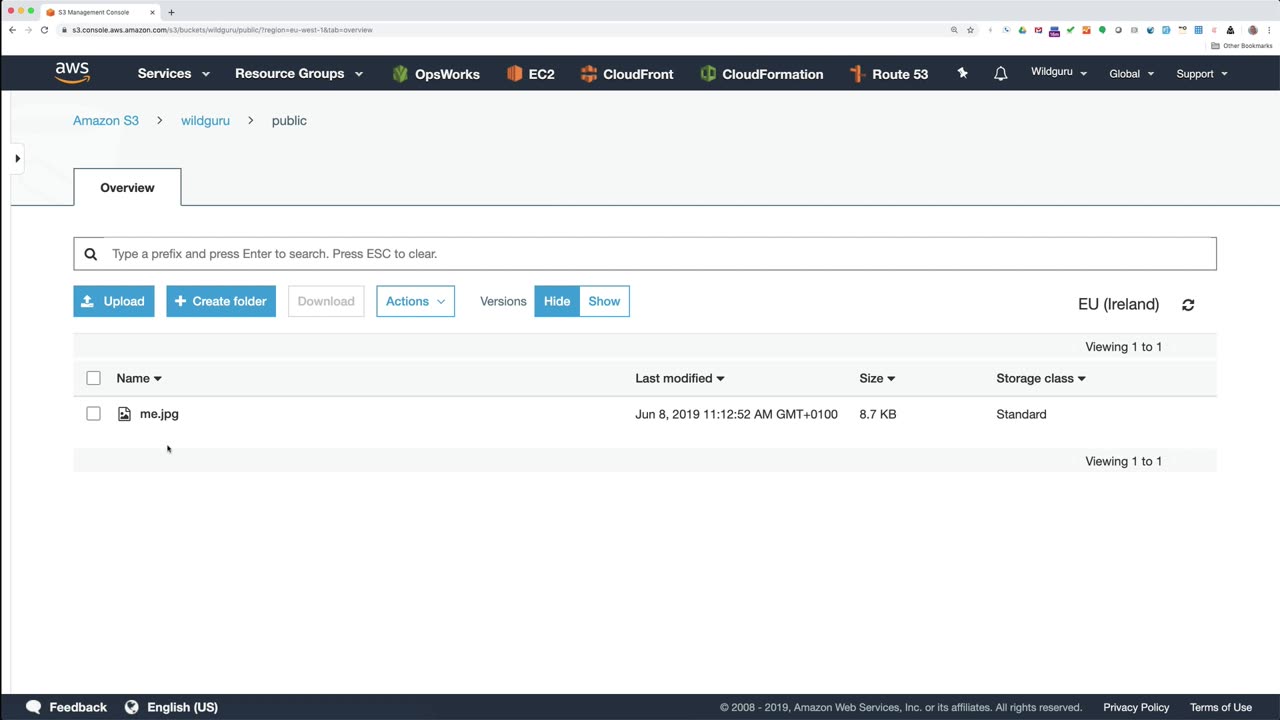 S3 Management Console
s3.console.aws.amazon.com/s3/buckets/wildguru/public/?region=eu-west-1&tab=overview
Other Bookmarks
aws Services Resource Groups OpsWorks EC2 CloudFront CloudFormation Route 53 Wildguru Global Support
Amazon S3 > wildguru > public
Overview
Type a prefix and press Enter to search. Press ESC to clear.
Upload + Create folder Download Actions Versions Hide Show EU (Ireland)
Viewing 1 to 1
Name Last modified Size Storage class
me.jpg Jun 8, 2019 11:12:52 AM GMT+0100 8.7 KB Standard
Viewing 1 to 1
Feedback English (US) © 2008 - 2019, Amazon Web Services, Inc. or its affiliates. All rights reserved. Privacy Policy Terms of Use